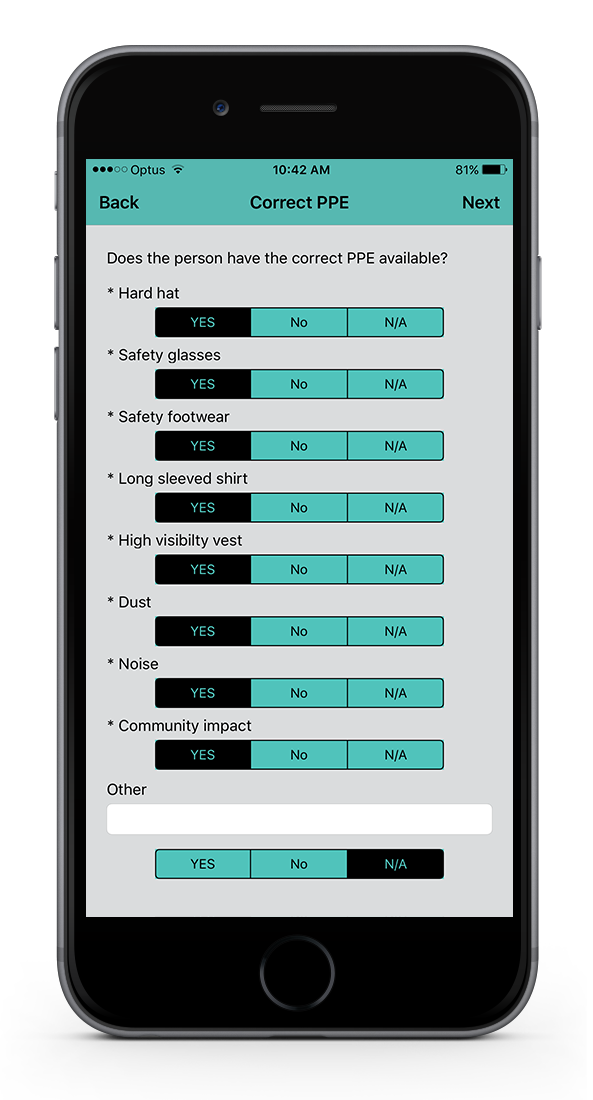 Optus 10:42 AM 81%
Back Correct PPE Next
Does the person have the correct PPE available?
* Hard hat
YES No N/A
* Safety glasses
YES No N/A
* Safety footwear
YES No N/A
* Long sleeved shirt
YES No N/A
* High visibilty vest
YES No N/A
* Dust
YES No N/A
* Noise
YES No N/A
* Community impact
YES No N/A
Other
YES No N/A